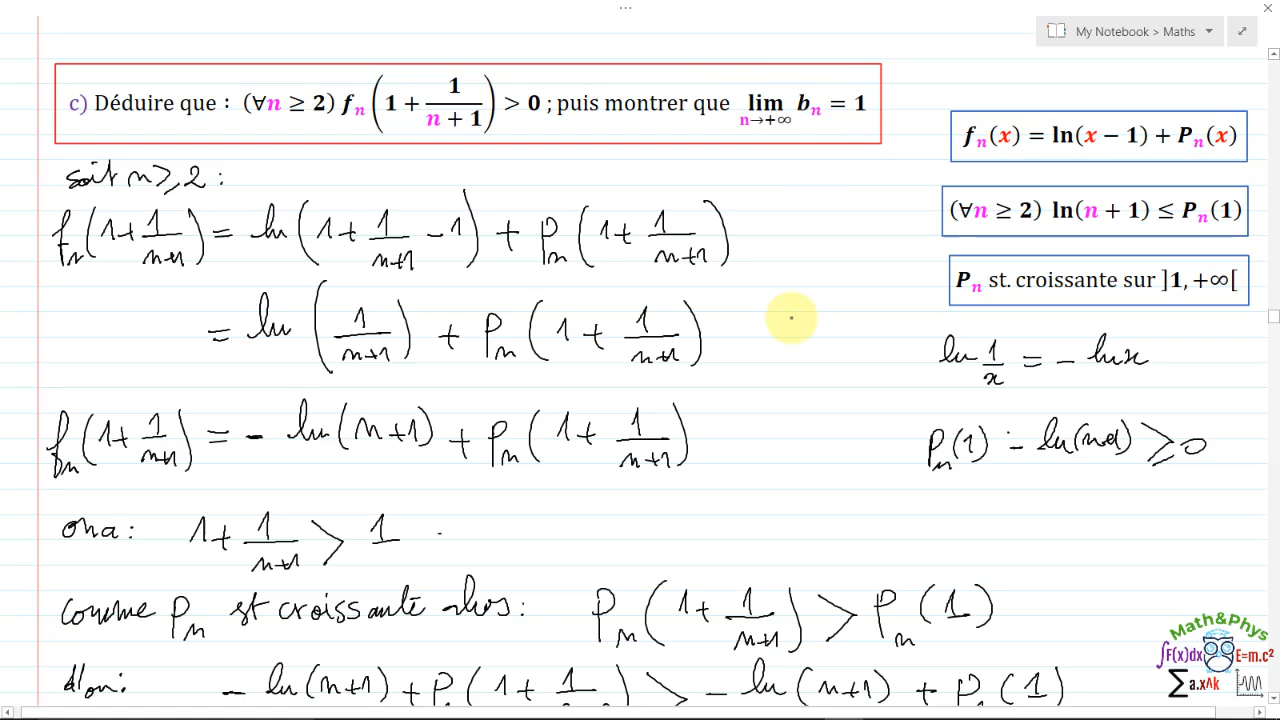 My Notebook > Maths
c) Déduire que : (∀n ≥ 2) fₙ(1 + 1/(n + 1)) > 0 ; puis montrer que lim n→+∞ bₙ = 1
fₙ(x) = ln(x − 1) + Pₙ(x)
soit n ≥ 2 :
(∀n ≥ 2) ln(n + 1) ≤ Pₙ(1)
fₙ(1 + 1/(n+1)) = ln(1 + 1/(n+1) − 1) + Pₙ(1 + 1/(n+1))
Pₙ st. croissante sur ]1, +∞[
= ln(1/(n+1)) + Pₙ(1 + 1/(n+1))
ln 1/x = − ln x
fₙ(1 + 1/(n+1)) = − ln(n+1) + Pₙ(1 + 1/(n+1))
Pₙ(1) − ln(n+1) ≥ 0
ona : 1 + 1/(n+1) > 1
comme Pₙ st croissante alors : Pₙ(1 + 1/(n+1)) > Pₙ(1)
d'où : − ln(n+1) + Pₙ(1 + 1/(n+1)) > − ln(n+1) + Pₙ(1)
Math&Phys
∫F(x)dx E=m.c²
∑ a.x^k